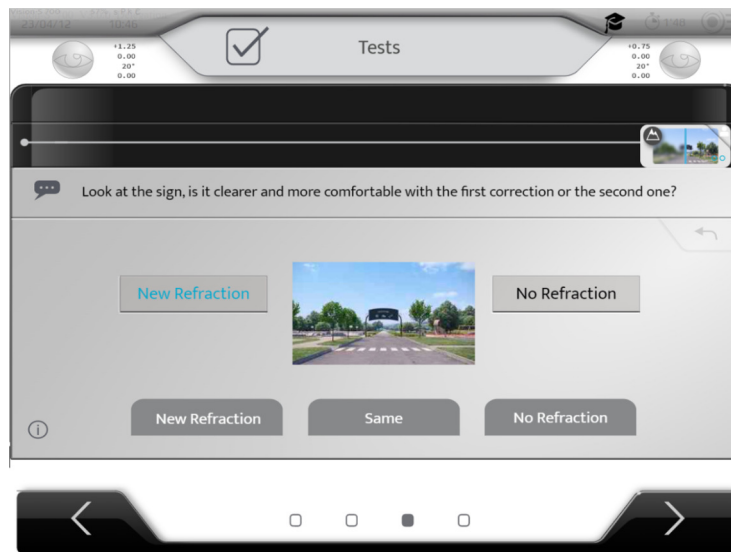 23/04/12 10:46
1'40
Tests
+1.25
0.00
20°
0.00
+0.75
0.00
20°
0.00
Look at the sign, is it clearer and more comfortable with the first correction or the second one?
New Refraction
No Refraction
New Refraction
Same
No Refraction